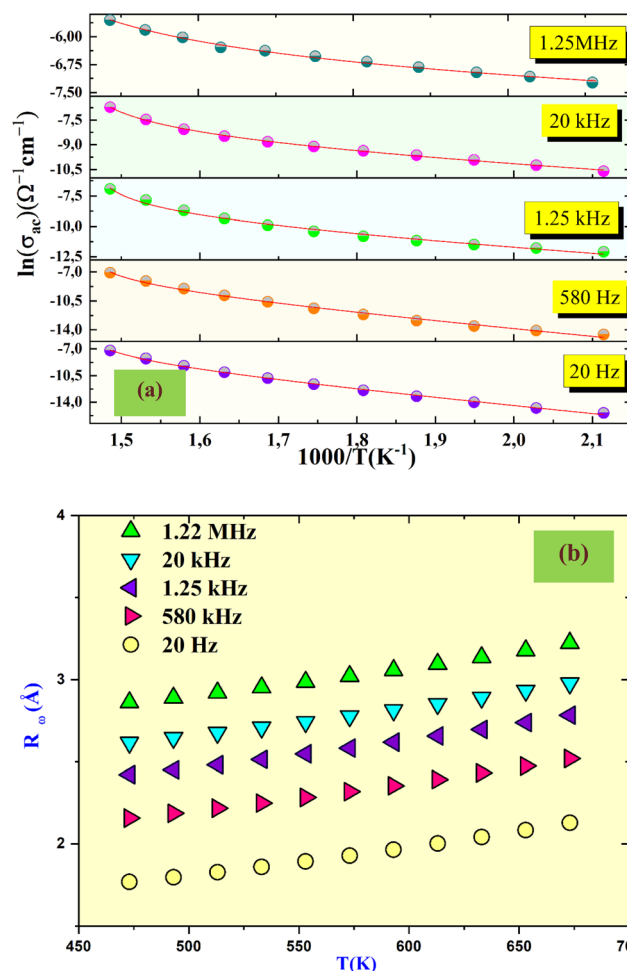 -6,00
1.25MHz
-6,75
-7,50
-7,5
20 kHz
-9,0
-10,5
ln(σac)(Ω⁻¹ cm⁻¹)
-7,5
-10,0
1.25 kHz
-12,5
-7,0
-10,5
580 Hz
-14,0
-7,0
20 Hz
-10,5
(a)
-14,0
1,5 1,6 1,7 1,8 1,9 2,0 2,1
1000/T(K⁻¹)
4
1.22 MHz
(b)
20 kHz
1.25 kHz
580 kHz
20 Hz
3
R ω (Å)
2
450 500 550 600 650 700
T(K)